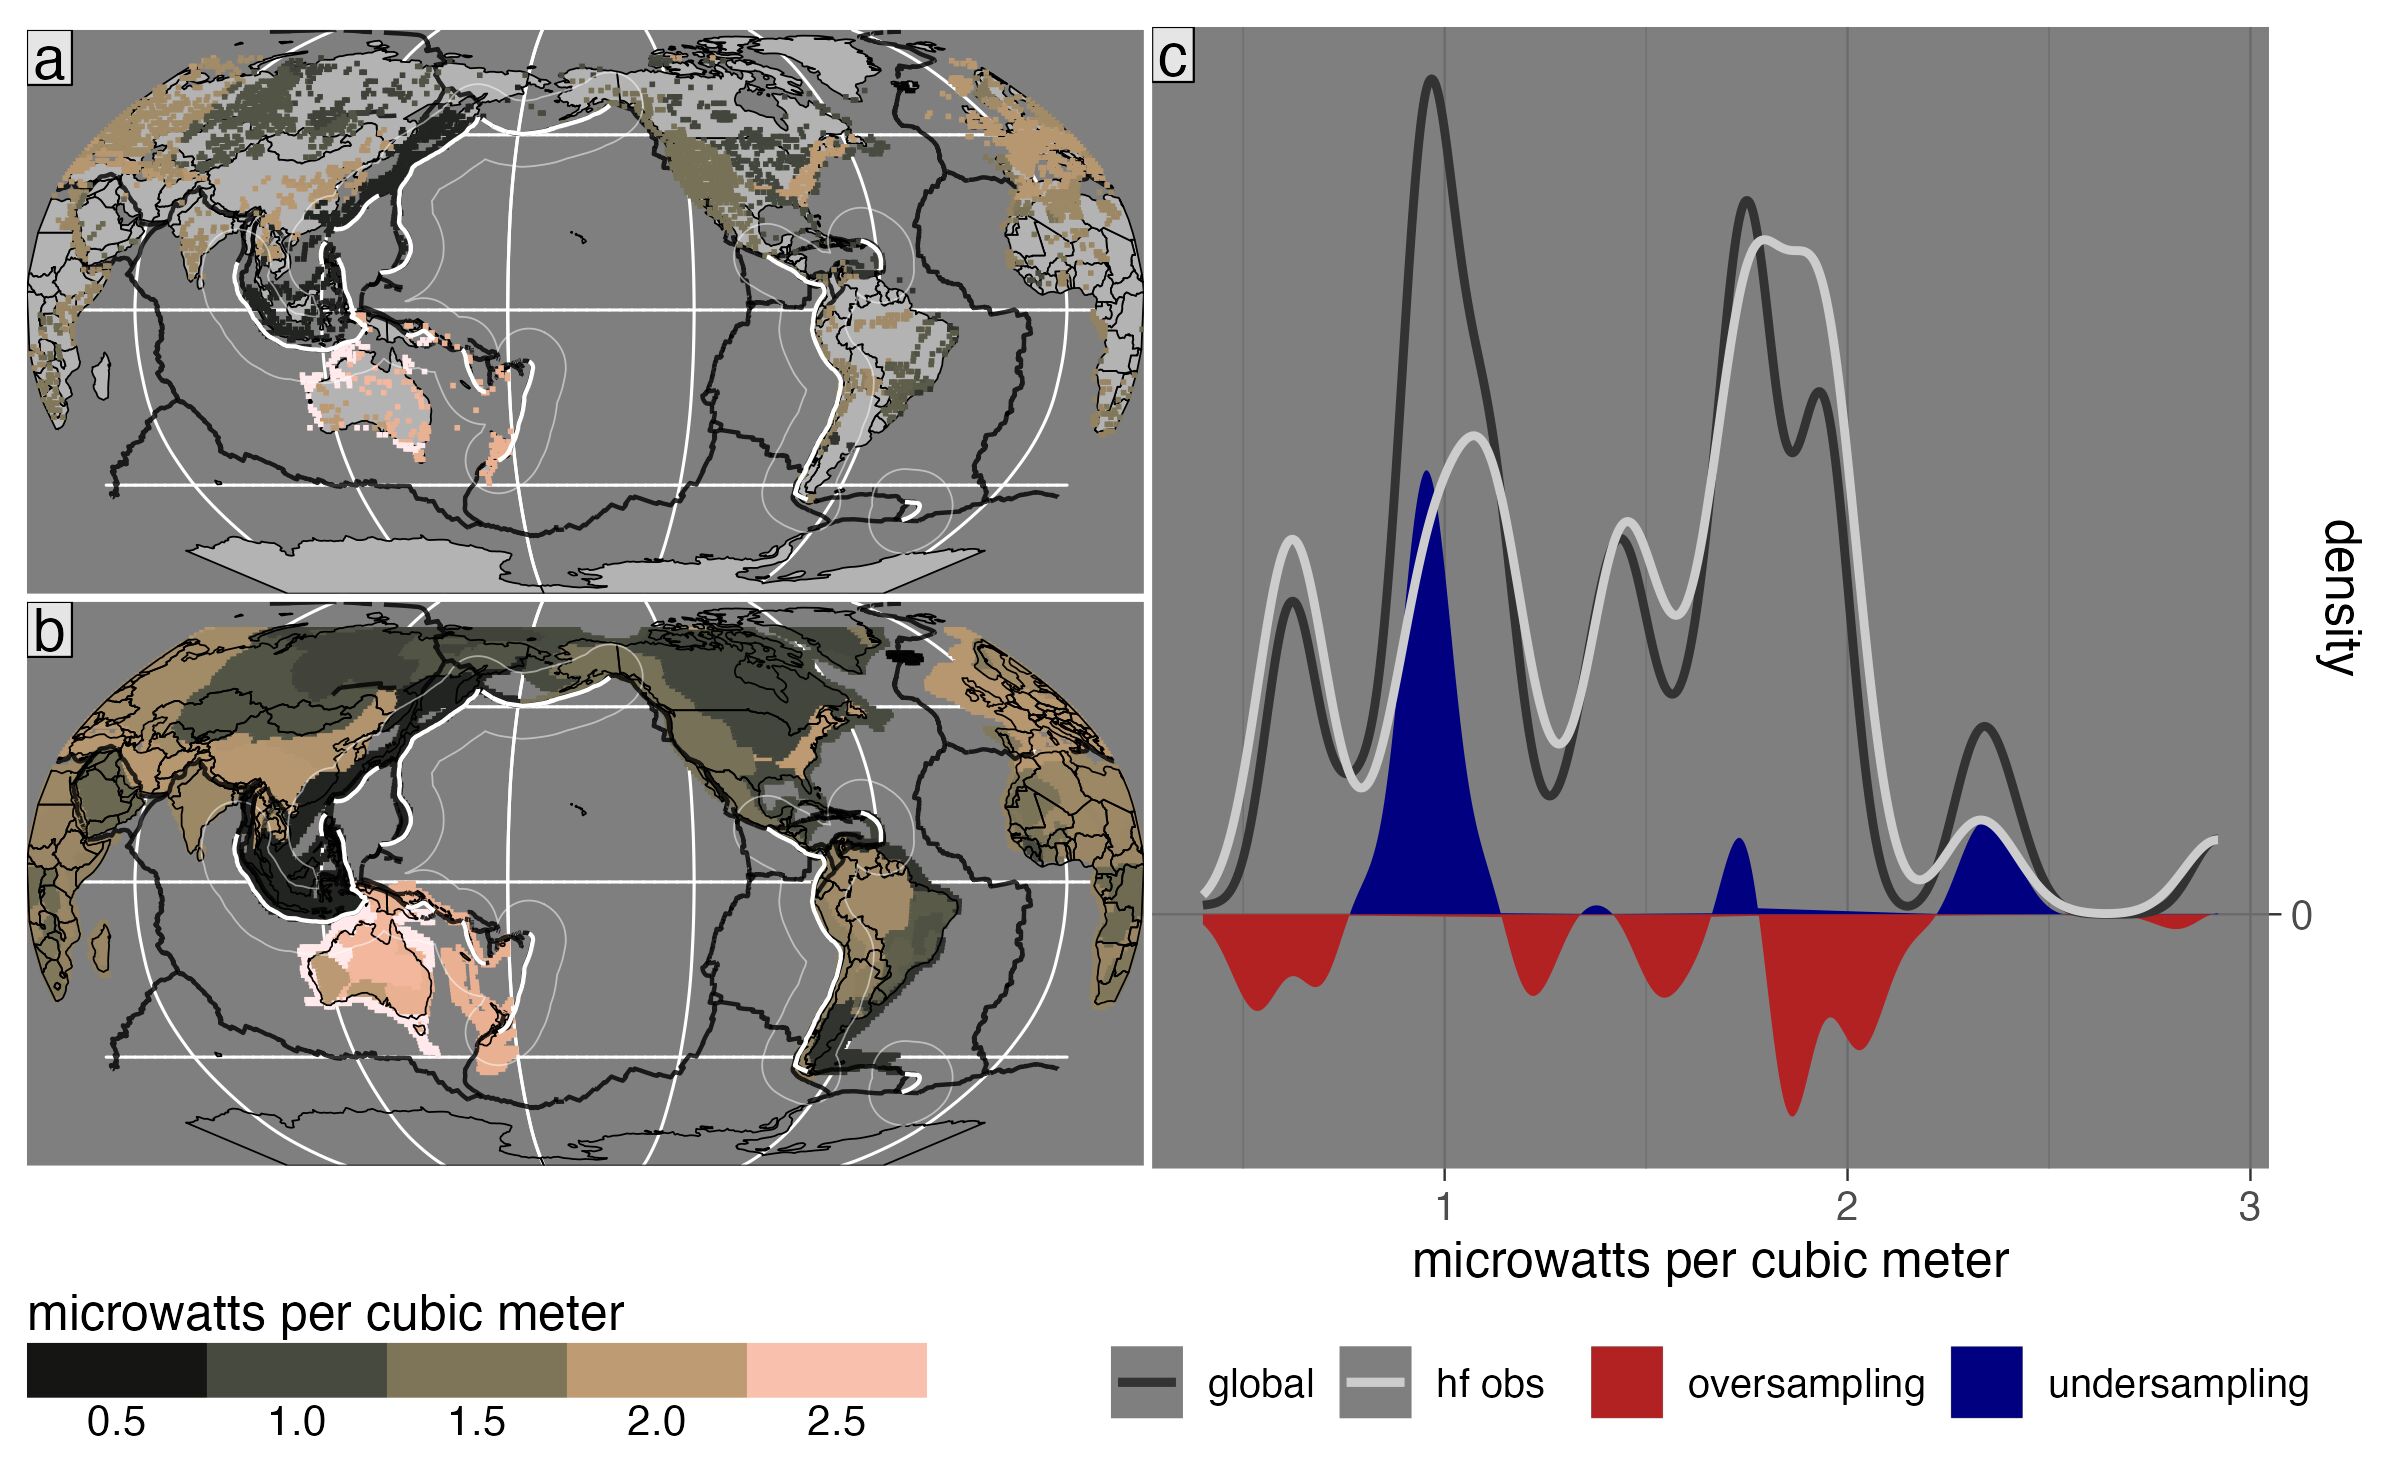 a
b
c
density
0
1 2 3
microwatts per cubic meter
microwatts per cubic meter
0.5 1.0 1.5 2.0 2.5
global hf obs oversampling undersampling